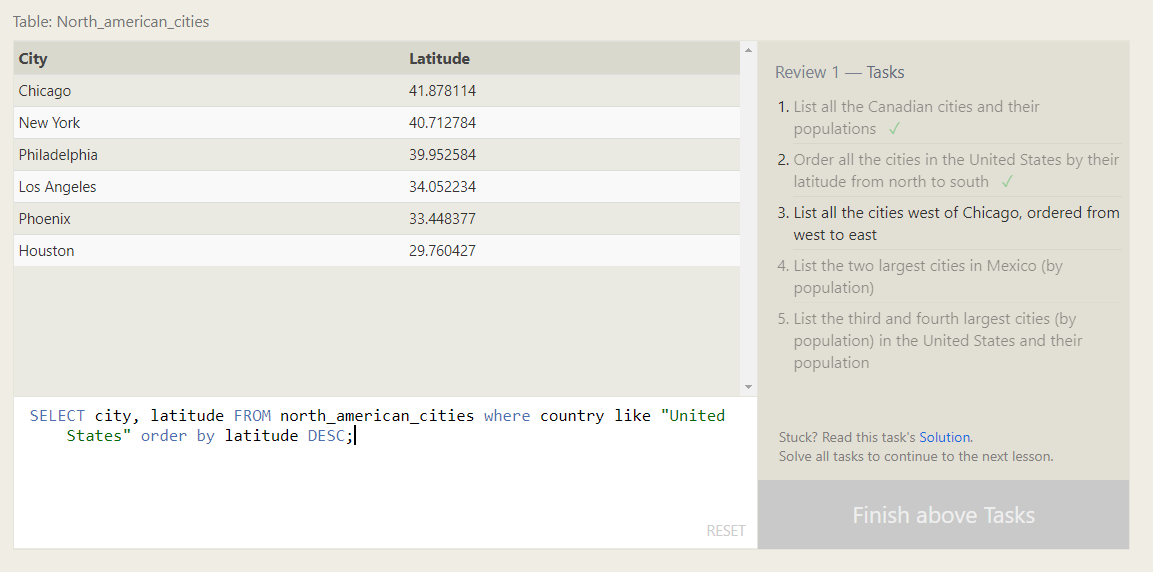 Table: North_american_cities
City Latitude
Chicago 41.878114
New York 40.712784
Philadelphia 39.952584
Los Angeles 34.052234
Phoenix 33.448377
Houston 29.760427
SELECT city, latitude FROM north_american_cities where country like "United
States" order by latitude DESC;
RESET
Review 1 — Tasks
1. List all the Canadian cities and their
populations ✓
2. Order all the cities in the United States by their
latitude from north to south ✓
3. List all the cities west of Chicago, ordered from
west to east
4. List the two largest cities in Mexico (by
population)
5. List the third and fourth largest cities (by
population) in the United States and their
population
Stuck? Read this task's Solution.
Solve all tasks to continue to the next lesson.
Finish above Tasks